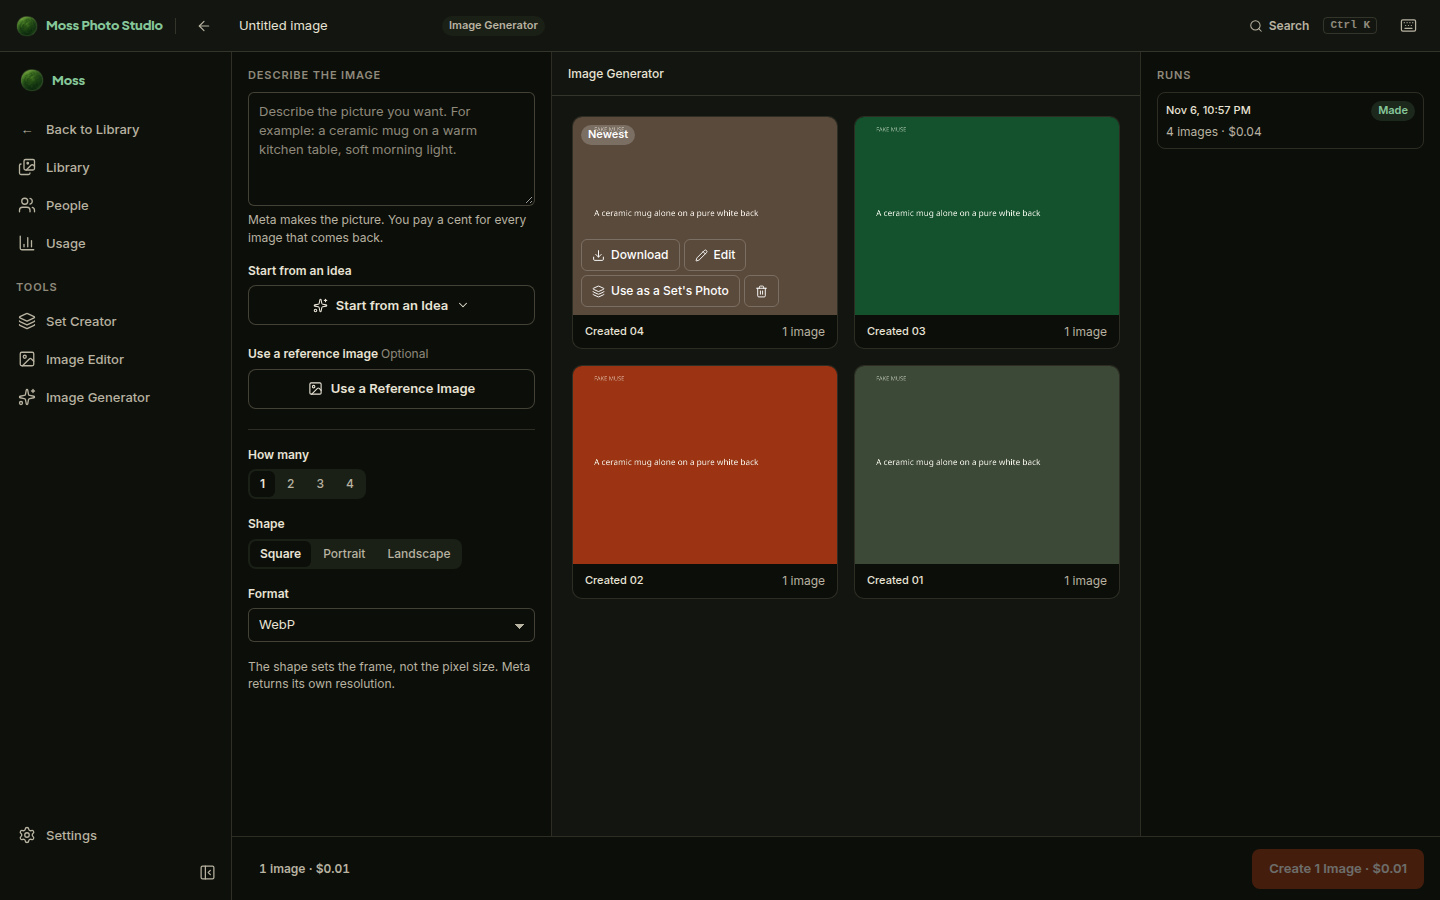 Moss Photo Studio
Untitled image
Image Generator
Search
Ctrl K
Moss
← Back to Library
Library
People
Usage
TOOLS
Set Creator
Image Editor
Image Generator
Settings
DESCRIBE THE IMAGE
Describe the picture you want. For
example: a ceramic mug on a warm
kitchen table, soft morning light.
Meta makes the picture. You pay a cent for every
image that comes back.
Start from an idea
Start from an Idea
Use a reference image Optional
Use a Reference Image
How many
1 2 3 4
Shape
Square Portrait Landscape
Format
WebP
The shape sets the frame, not the pixel size. Meta
returns its own resolution.
Image Generator
Newest
A ceramic mug alone on a pure white back
Download
Edit
Use as a Set's Photo
Created 04
1 image
FAKE MUSE
A ceramic mug alone on a pure white back
Created 03
1 image
FAKE MUSE
A ceramic mug alone on a pure white back
Created 02
1 image
FAKE MUSE
A ceramic mug alone on a pure white back
Created 01
1 image
RUNS
Nov 6, 10:57 PM
Made
4 images · $0.04
1 image · $0.01
Create 1 Image · $0.01